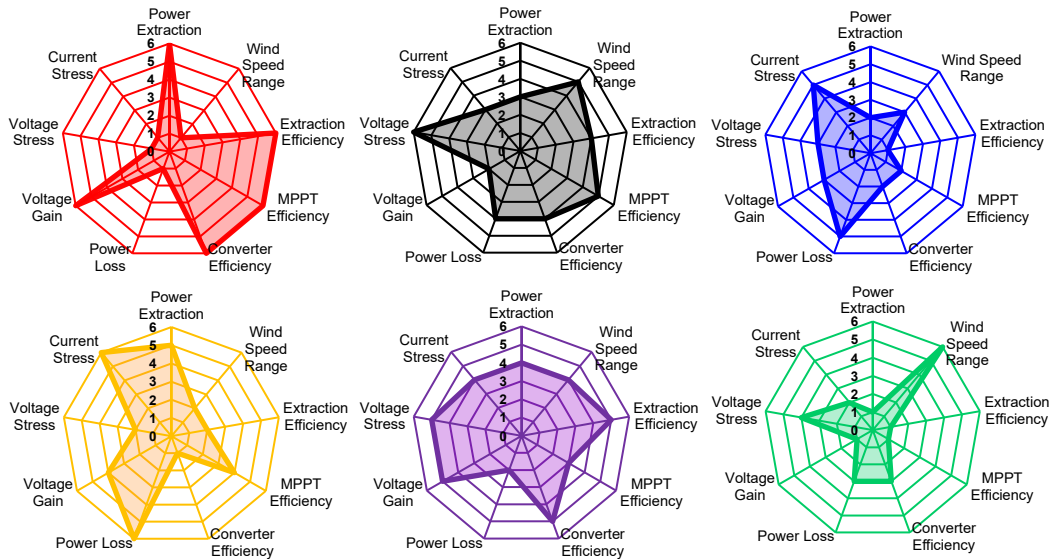 Power
Extraction
Wind
Speed
Range
Extraction
Efficiency
MPPT
Efficiency
Converter
Efficiency
Power
Loss
Voltage
Gain
Voltage
Stress
Current
Stress
6
5
4
3
2
1
0
Power
Extraction
Wind
Speed
Range
Extraction
Efficiency
MPPT
Efficiency
Converter
Efficiency
Power Loss
Voltage
Gain
Voltage
Stress
Current
Stress
6
5
4
3
2
1
0
Power
Extraction
Wind Speed
Range
Extraction
Efficiency
MPPT
Efficiency
Converter
Efficiency
Power Loss
Voltage
Gain
Voltage
Stress
Current
Stress
6
5
4
3
2
1
0
Power
Extraction
Wind
Speed
Range
Extraction
Efficiency
MPPT
Efficiency
Converter
Efficiency
Power Loss
Voltage
Gain
Voltage
Stress
Current
Stress
6
5
4
3
2
1
0
Power
Extraction
Wind
Speed
Range
Extraction
Efficiency
MPPT
Efficiency
Converter
Efficiency
Power Loss
Voltage
Gain
Voltage
Stress
Current
Stress
6
5
4
3
2
1
0
Power
Extraction
Wind
Speed
Range
Extraction
Efficiency
MPPT
Efficiency
Converter
Efficiency
Power Loss
Voltage
Gain
Voltage
Stress
Current
Stress
6
5
4
3
2
1
0